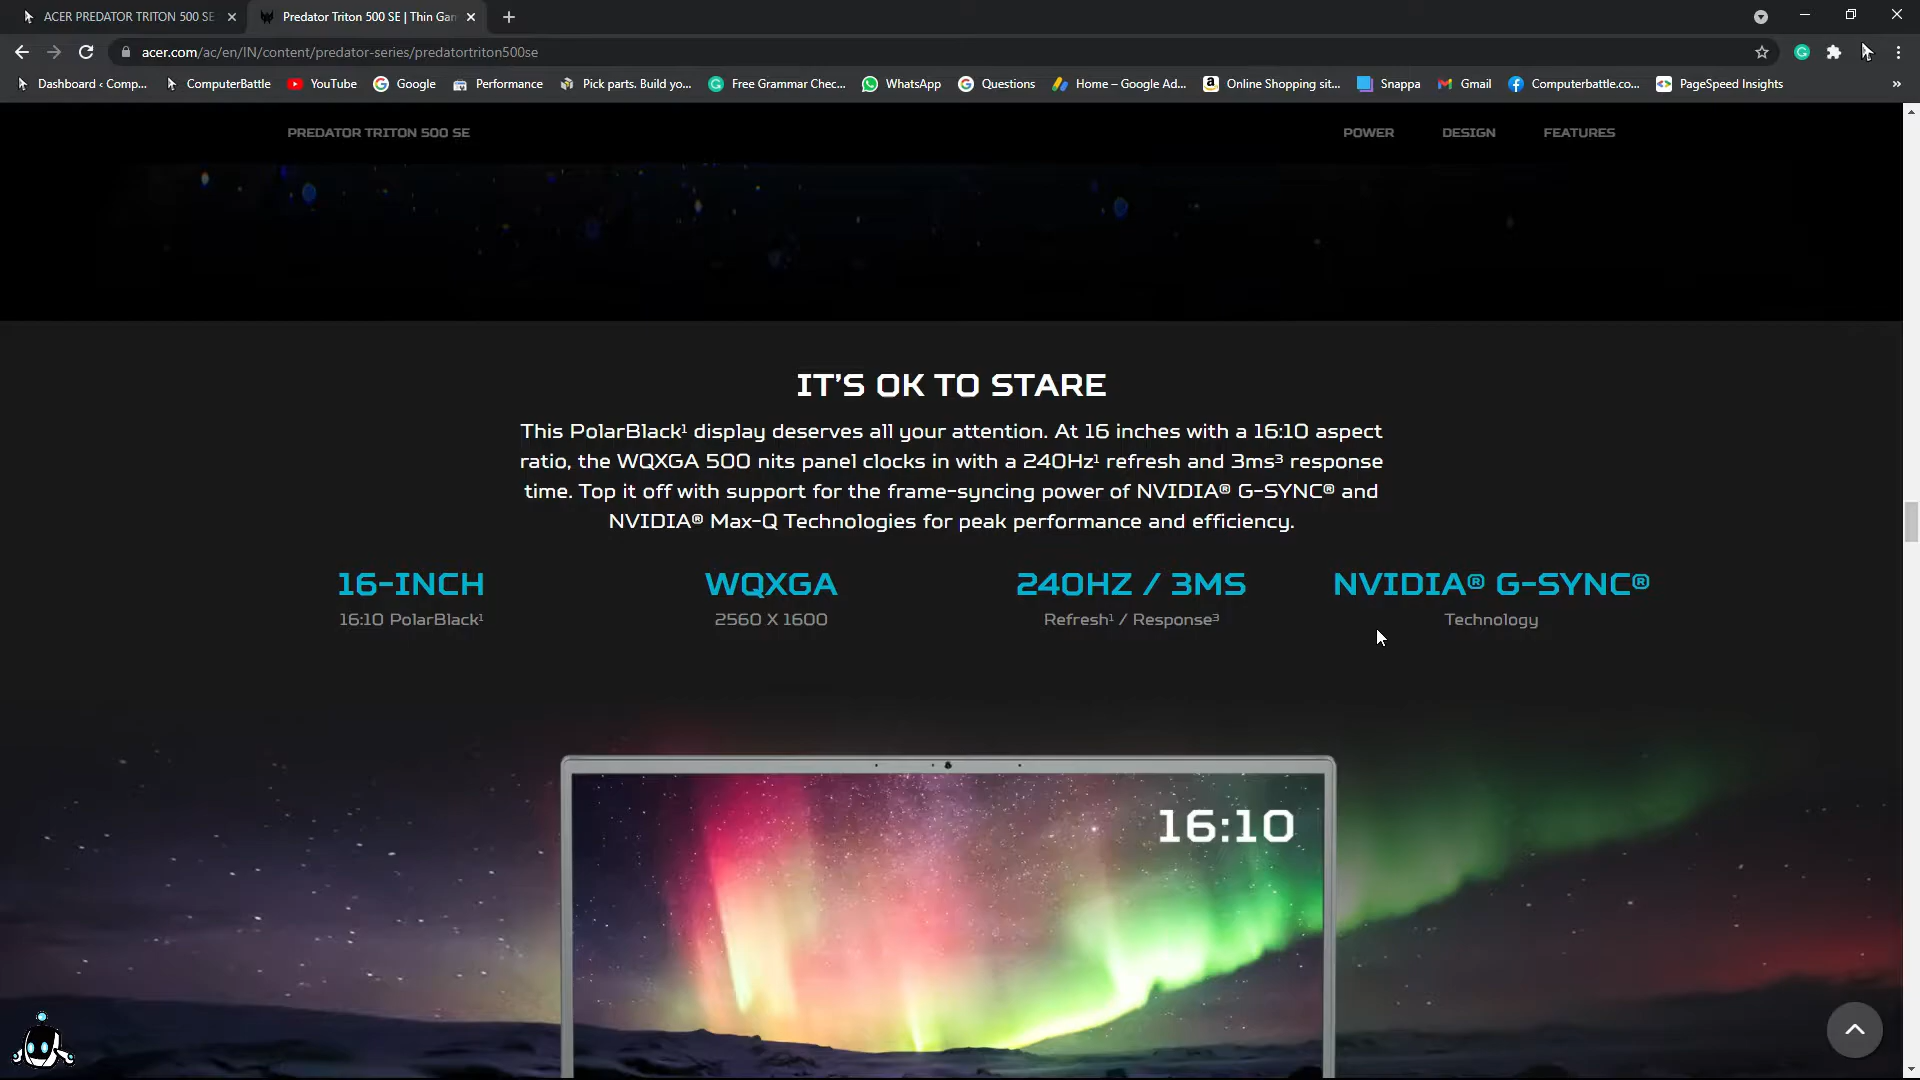 ACER PREDATOR TRITON 500 SE
Predator Triton 500 SE | Thin Gam
acer.com/ac/en/IN/content/predator-series/predatortriton500se
Dashboard ‹ Comp...
ComputerBattle
YouTube
Google
Performance
Pick parts. Build yo...
Free Grammar Chec...
WhatsApp
Questions
Home – Google Ad...
Online Shopping sit...
Snappa
Gmail
Computerbattle.co...
PageSpeed Insights
»
PREDATOR TRITON 500 SE
POWER
DESIGN
FEATURES
IT'S OK TO STARE
This PolarBlack¹ display deserves all your attention. At 16 inches with a 16:10 aspect
ratio, the WQXGA 500 nits panel clocks in with a 240Hz¹ refresh and 3ms³ response
time. Top it off with support for the frame-syncing power of NVIDIA® G-SYNC® and
NVIDIA® Max-Q Technologies for peak performance and efficiency.
16-INCH
16:10 PolarBlack¹
WQXGA
2560 X 1600
240HZ / 3MS
Refresh¹ / Response³
NVIDIA® G-SYNC®
Technology
16:10